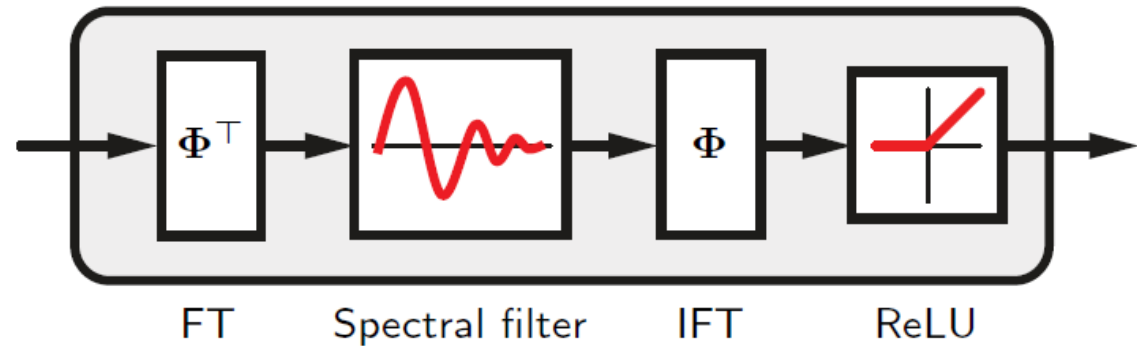 Φ⊤ Φ
FT Spectral filter IFT ReLU